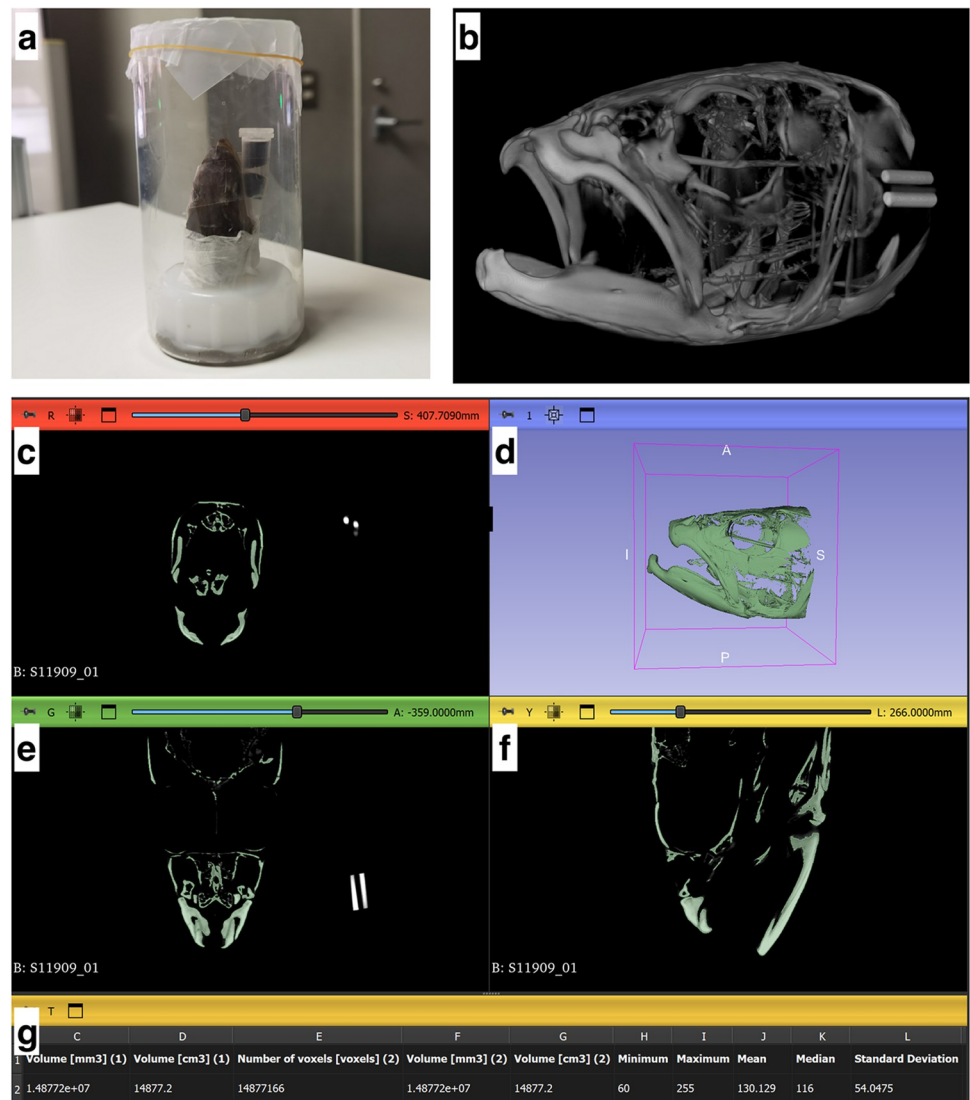 a
b
R S: 407.7090mm
1
c
d
A
I
S
P
B: S11909_01
G A: -359.0000mm
Y L: 266.0000mm
e
f
B: S11909_01
B: S11909_01
T
g
C D E F G H I J K L
1 Volume [mm3] (1) Volume [cm3] (1) Number of voxels [voxels] (2) Volume [mm3] (2) Volume [cm3] (2) Minimum Maximum Mean Median Standard Deviation
2 1.48772e+07 14877.2 14877166 1.48772e+07 14877.2 60 255 130.129 116 54.0475